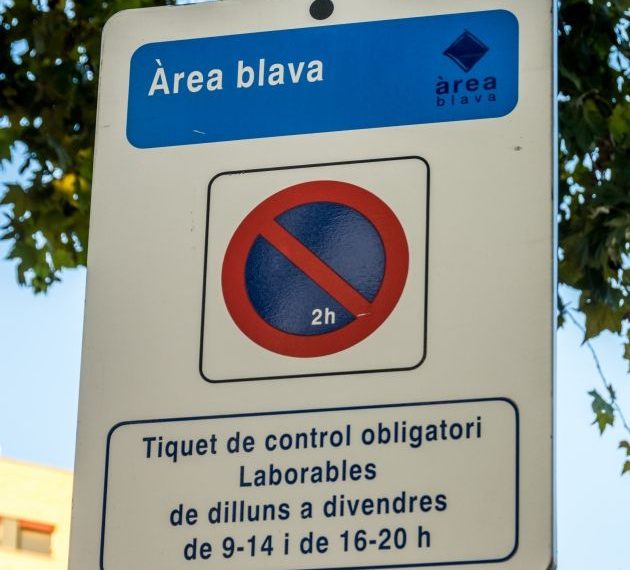 Àrea blava
àrea
blava
2h
Tiquet de control obligatori
Laborables
de dilluns a divendres
de 9-14 i de 16-20 h